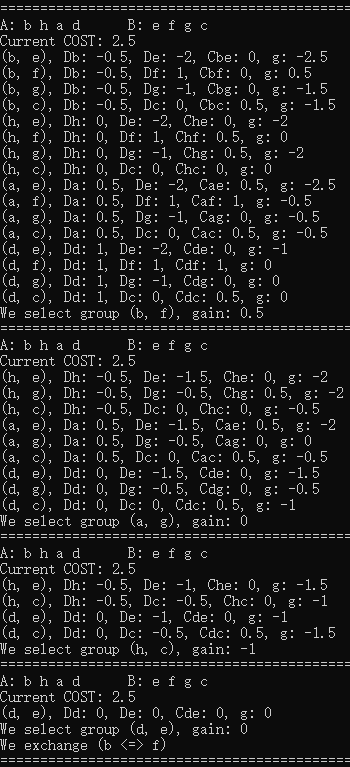 ==================================================
A: b h a d      B: e f g c
Current COST: 2.5
(b, e), Db: -0.5, De: -2, Cbe: 0, g: -2.5
(b, f), Db: -0.5, Df: 1, Cbf: 0, g: 0.5
(b, g), Db: -0.5, Dg: -1, Cbg: 0, g: -1.5
(b, c), Db: -0.5, Dc: 0, Cbc: 0.5, g: -1.5
(h, e), Dh: 0, De: -2, Che: 0, g: -2
(h, f), Dh: 0, Df: 1, Chf: 0.5, g: 0
(h, g), Dh: 0, Dg: -1, Chg: 0.5, g: -2
(h, c), Dh: 0, Dc: 0, Chc: 0, g: 0
(a, e), Da: 0.5, De: -2, Cae: 0.5, g: -2.5
(a, f), Da: 0.5, Df: 1, Caf: 1, g: -0.5
(a, g), Da: 0.5, Dg: -1, Cag: 0, g: -0.5
(a, c), Da: 0.5, Dc: 0, Cac: 0.5, g: -0.5
(d, e), Dd: 1, De: -2, Cde: 0, g: -1
(d, f), Dd: 1, Df: 1, Cdf: 1, g: 0
(d, g), Dd: 1, Dg: -1, Cdg: 0, g: 0
(d, c), Dd: 1, Dc: 0, Cdc: 0.5, g: 0
We select group (b, f), gain: 0.5
==================================================
A: b h a d      B: e f g c
Current COST: 2.5
(h, e), Dh: -0.5, De: -1.5, Che: 0, g: -2
(h, g), Dh: -0.5, Dg: -0.5, Chg: 0.5, g: -2
(h, c), Dh: -0.5, Dc: 0, Chc: 0, g: -0.5
(a, e), Da: 0.5, De: -1.5, Cae: 0.5, g: -2
(a, g), Da: 0.5, Dg: -0.5, Cag: 0, g: 0
(a, c), Da: 0.5, Dc: 0, Cac: 0.5, g: -0.5
(d, e), Dd: 0, De: -1.5, Cde: 0, g: -1.5
(d, g), Dd: 0, Dg: -0.5, Cdg: 0, g: -0.5
(d, c), Dd: 0, Dc: 0, Cdc: 0.5, g: -1
We select group (a, g), gain: 0
==================================================
A: b h a d      B: e f g c
Current COST: 2.5
(h, e), Dh: -0.5, De: -1, Che: 0, g: -1.5
(h, c), Dh: -0.5, Dc: -0.5, Chc: 0, g: -1
(d, e), Dd: 0, De: -1, Cde: 0, g: -1
(d, c), Dd: 0, Dc: -0.5, Cdc: 0.5, g: -1.5
We select group (h, c), gain: -1
==================================================
A: b h a d      B: e f g c
Current COST: 2.5
(d, e), Dd: 0, De: 0, Cde: 0, g: 0
We select group (d, e), gain: 0
We exchange (b <=> f)
==================================================